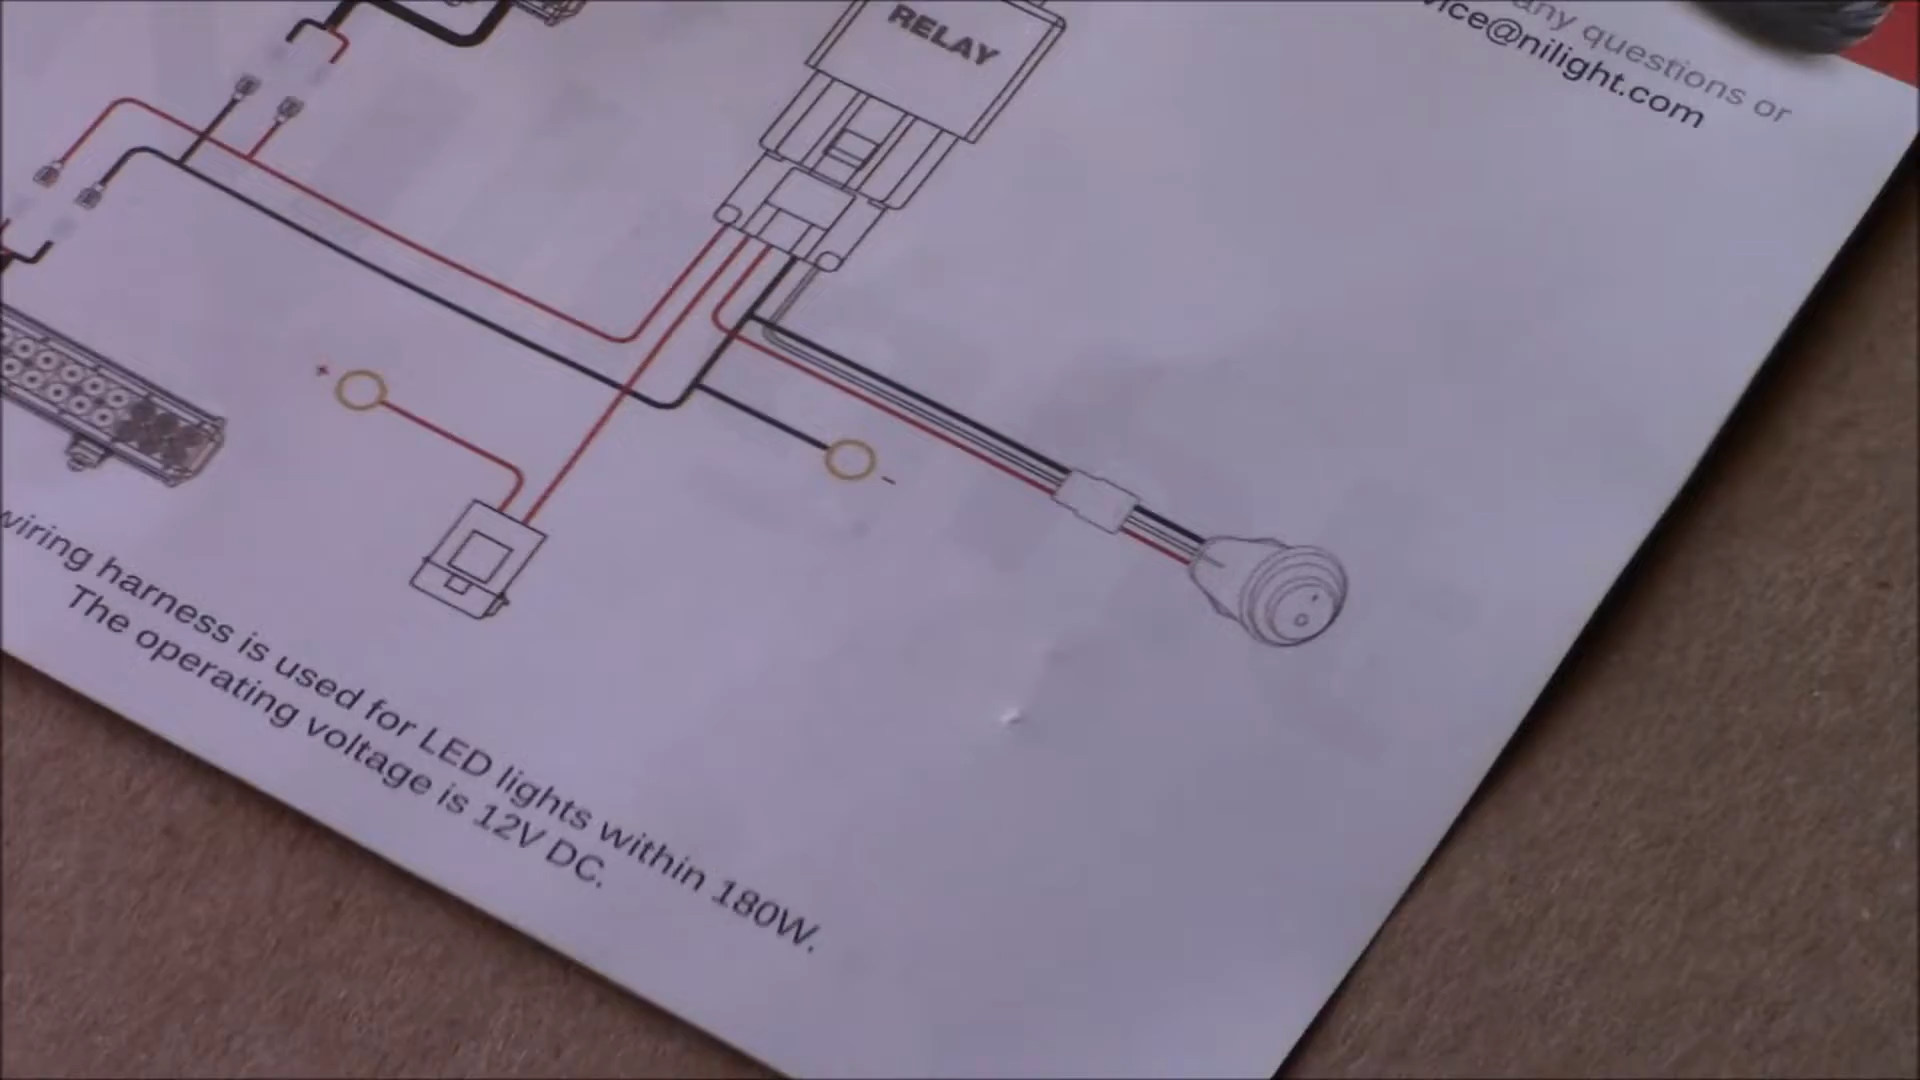 RELAY
any questions or
vice@nilight.com
+
-
wiring harness is used for LED lights within 180W.
The operating voltage is 12V DC.